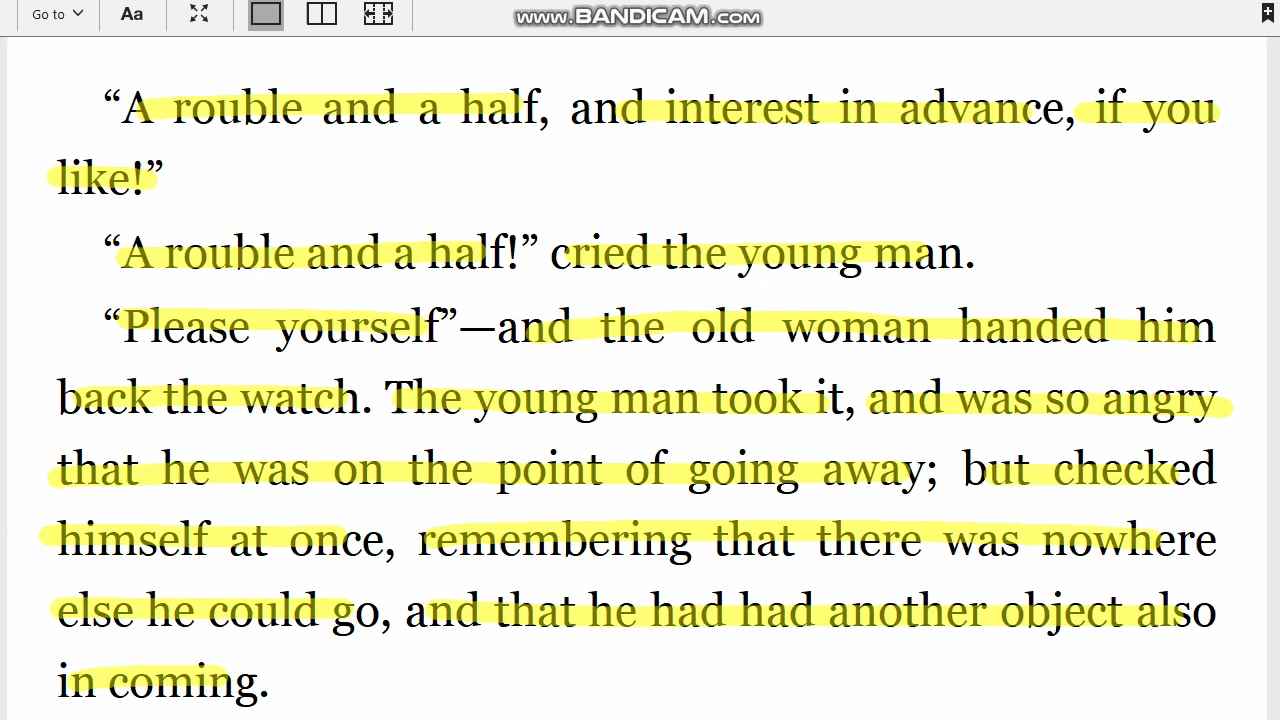 Go to Aa www.BANDICAM.com
“A rouble and a half, and interest in advance, if you
like!”
“A rouble and a half!” cried the young man.
“Please yourself”—and the old woman handed him
back the watch. The young man took it, and was so angry
that he was on the point of going away; but checked
himself at once, remembering that there was nowhere
else he could go, and that he had had another object also
in coming.